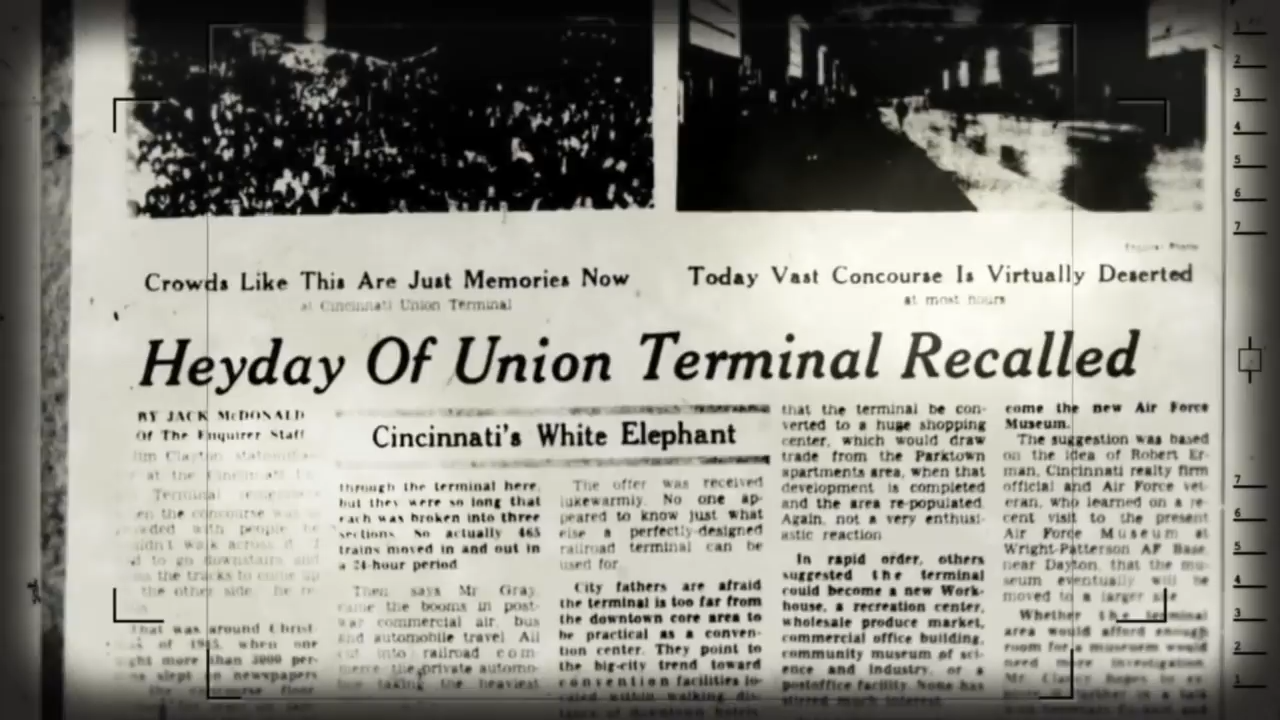 Crowds Like This Are Just Memories Now
at Cincinnati Union Terminal
Today Vast Concourse Is Virtually Deserted
at most hours
Heyday Of Union Terminal Recalled
BY JACK McDONALD
Of The Enquirer Staff
Cincinnati's White Elephant
through the terminal here,
but they were so long that
each was broken into three
sections. So actually 465
trains moved in and out in
a 24-hour period
Then, says Mr Gray,
came the booms in post-
war commercial air, bus
and automobile travel. All
cut into railroad com-
merce, the private automo-
bile taking the heaviest
The offer was received
lukewarmly. No one ap-
peared to know just what
else a perfectly-designed
railroad terminal can be
used for.
City fathers are afraid
the terminal is too far from
the downtown core area to
be practical as a conven-
tion center. They point to
the big-city trend toward
convention facilities lo-
cated within walking dis-
tance of downtown hotels
that the terminal be con-
verted to a huge shopping
center, which would draw
trade from the Parktown
apartments area, when that
development is completed
and the area re-populated.
Again, not a very enthusi-
astic reaction
In rapid order, others
suggested the terminal
could become a new Work-
house, a recreation center,
wholesale produce market,
commercial office building,
community museum of sci-
ence and industry, or a
postoffice facility. None has
stirred much interest
come the new Air Force
Museum.
The suggestion was based
on the idea of Robert Er-
man, Cincinnati realty firm
official and Air Force vet-
eran, who learned on a re-
cent visit to the present
Air Force Museum at
Wright-Patterson AF Base,
near Dayton, that the mu-
seum eventually will be
moved to a larger site
Whether the terminal
area would afford enough
room for a museum would
need more investigation.
1
2
3
4
5
6
7
7
6
5
4
3
2
1